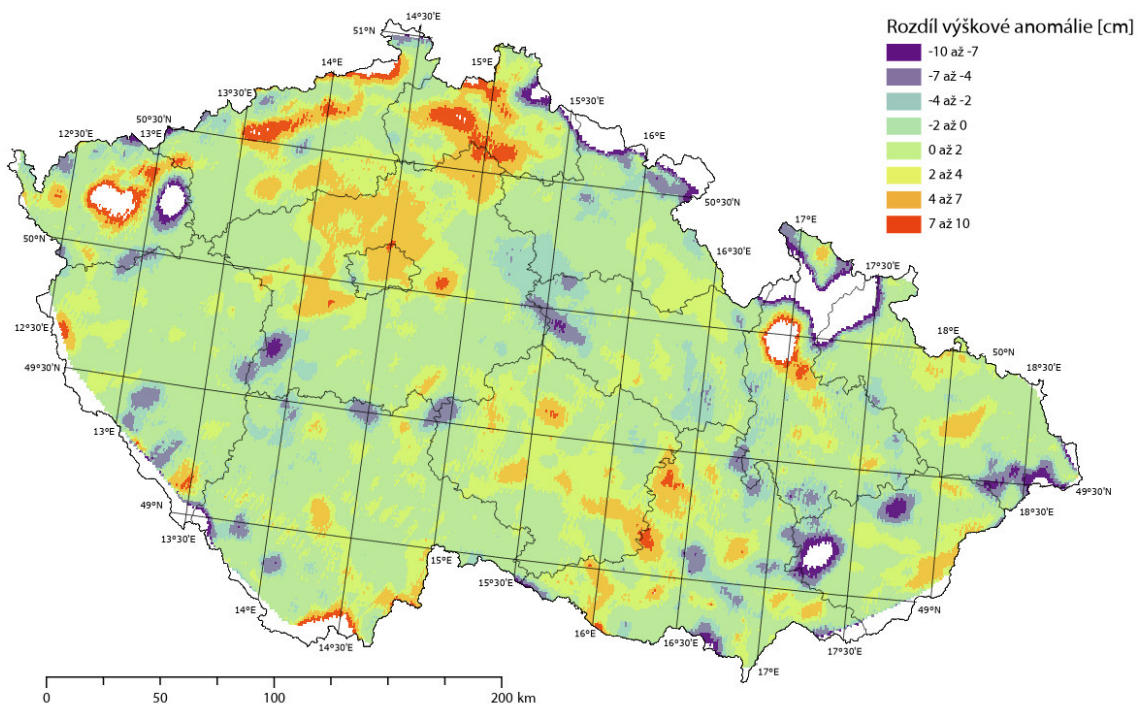 14°30'E
51°N
Rozdíl výškové anomálie [cm]
-10 až -7
-7 až -4
-4 až -2
-2 až 0
0 až 2
2 až 4
4 až 7
7 až 10
14°E
15°E
13°30'E
15°30'E
50°30'N
12°30'E
13°E
16°E
50°30'N
17°E
50°N
16°30'E
17°30'E
12°30'E
18°E
50°N
18°30'E
49°30'N
13°E
49°30'N
18°30'E
49°N
13°30'E
15°E
15°30'E
14°E
49°N
16°E
14°30'E
16°30'E
17°30'E
17°E
0 50 100 200 km